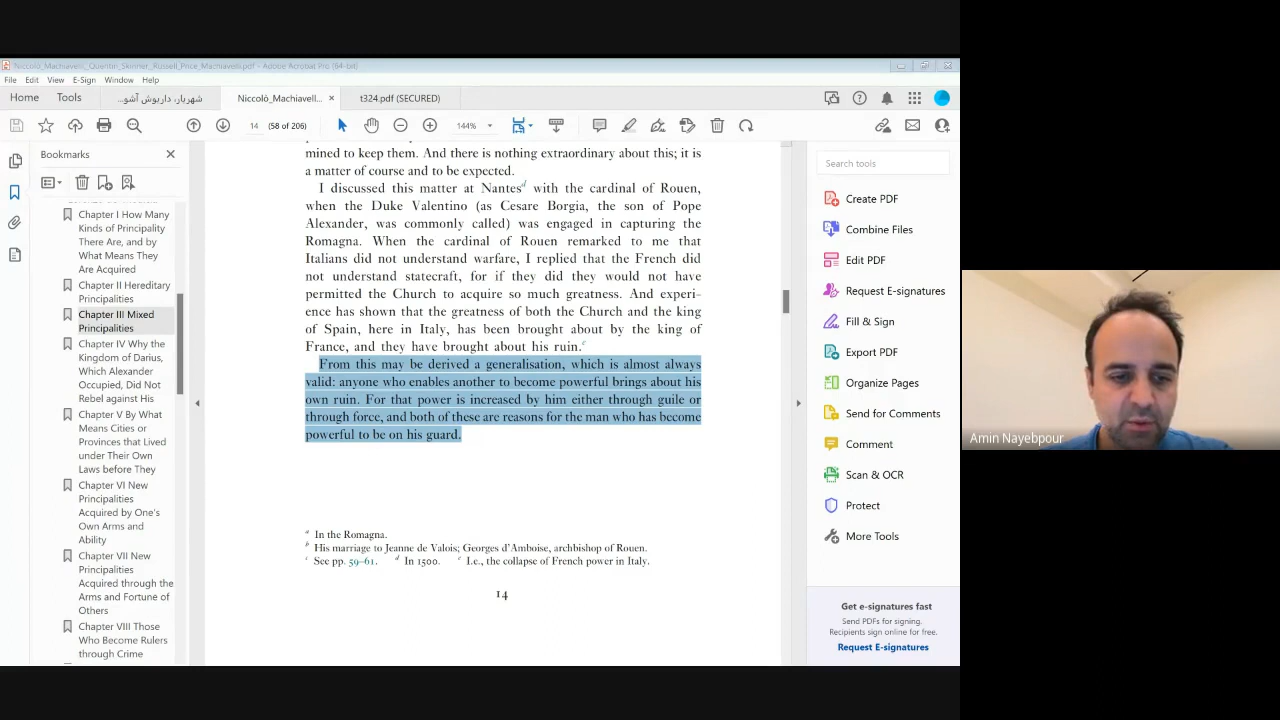 Niccolo_Machiavelli,_Quentin_Skinner,_Russell_Price_Machiavelli.pdf - Adobe Acrobat Pro (64-bit)
File Edit View E-Sign Window Help
Home Tools شهریار، داریوش آشو... Niccolò_Machiavell... × t324.pdf (SECURED)
14 (58 of 206) 144%
Bookmarks
Chapter I How Many
Kinds of Principality
There Are, and by
What Means They
Are Acquired
Chapter II Hereditary
Principalities
Chapter III Mixed
Principalities
Chapter IV Why the
Kingdom of Darius,
Which Alexander
Occupied, Did Not
Rebel against His
Chapter V By What
Means Cities or
Provinces that Lived
under Their Own
Laws before They
Chapter VI New
Principalities
Acquired by One's
Own Arms and
Ability
Chapter VII New
Principalities
Acquired through the
Arms and Fortune of
Others
Chapter VIII Those
Who Become Rulers
through Crime
mined to keep them. And there is nothing extraordinary about this; it is
a matter of course and to be expected.
I discussed this matter at Nantesd with the cardinal of Rouen,
when the Duke Valentino (as Cesare Borgia, the son of Pope
Alexander, was commonly called) was engaged in capturing the
Romagna. When the cardinal of Rouen remarked to me that
Italians did not understand warfare, I replied that the French did
not understand statecraft, for if they did they would not have
permitted the Church to acquire so much greatness. And experi-
ence has shown that the greatness of both the Church and the king
of Spain, here in Italy, has been brought about by the king of
France, and they have brought about his ruin.e
From this may be derived a generalisation, which is almost always
valid: anyone who enables another to become powerful brings about his
own ruin. For that power is increased by him either through guile or
through force, and both of these are reasons for the man who has become
powerful to be on his guard.
a In the Romagna.
b His marriage to Jeanne de Valois; Georges d'Amboise, archbishop of Rouen.
c See pp. 59–61. d In 1500. e I.e., the collapse of French power in Italy.
14
Search tools
Create PDF
Combine Files
Edit PDF
Request E-signatures
Fill & Sign
Export PDF
Organize Pages
Send for Comments
Comment
Scan & OCR
Protect
More Tools
Get e-signatures fast
Send PDFs for signing.
Recipients sign online for free.
Request E-signatures
Amin Nayebpour